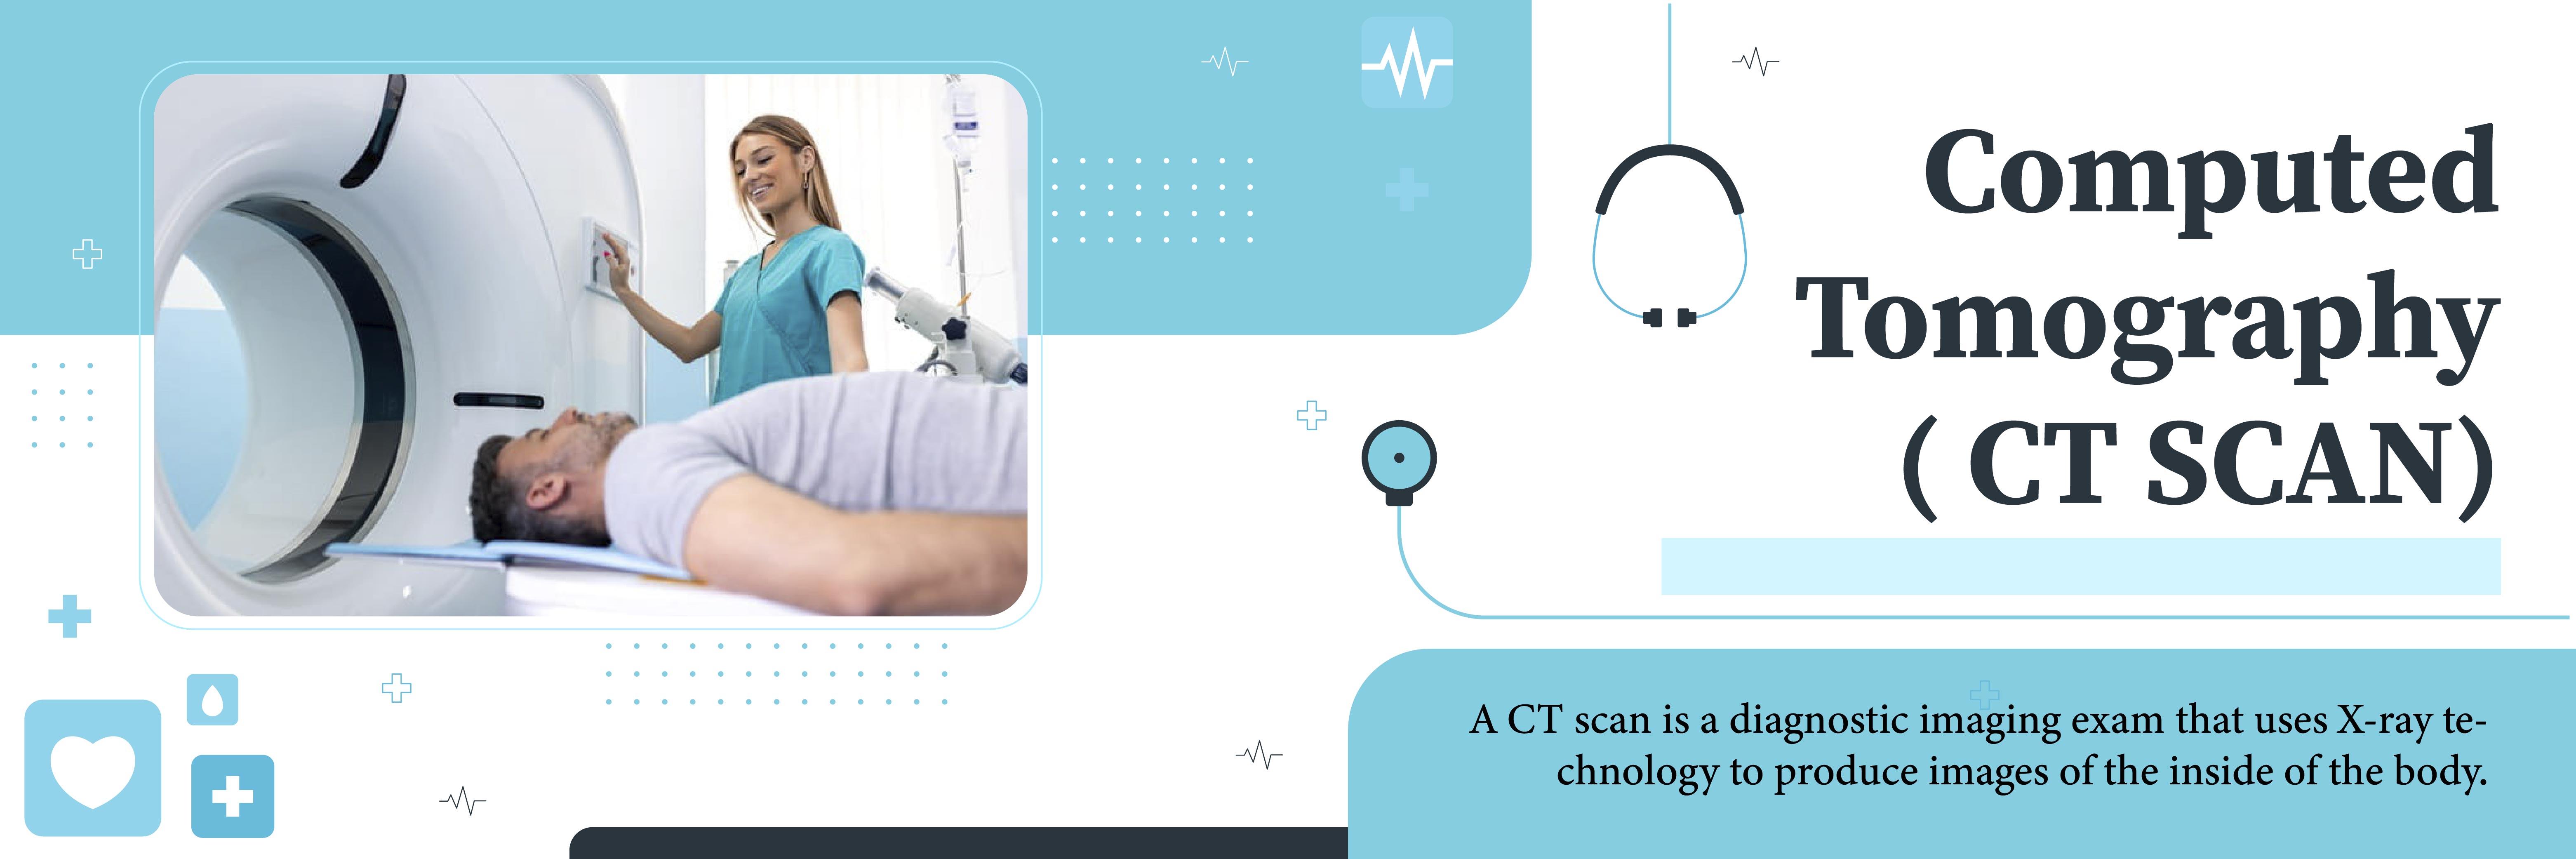 Computed
Tomography
( CT SCAN)
A CT scan is a diagnostic imaging exam that uses X-ray te-
chnology to produce images of the inside of the body.